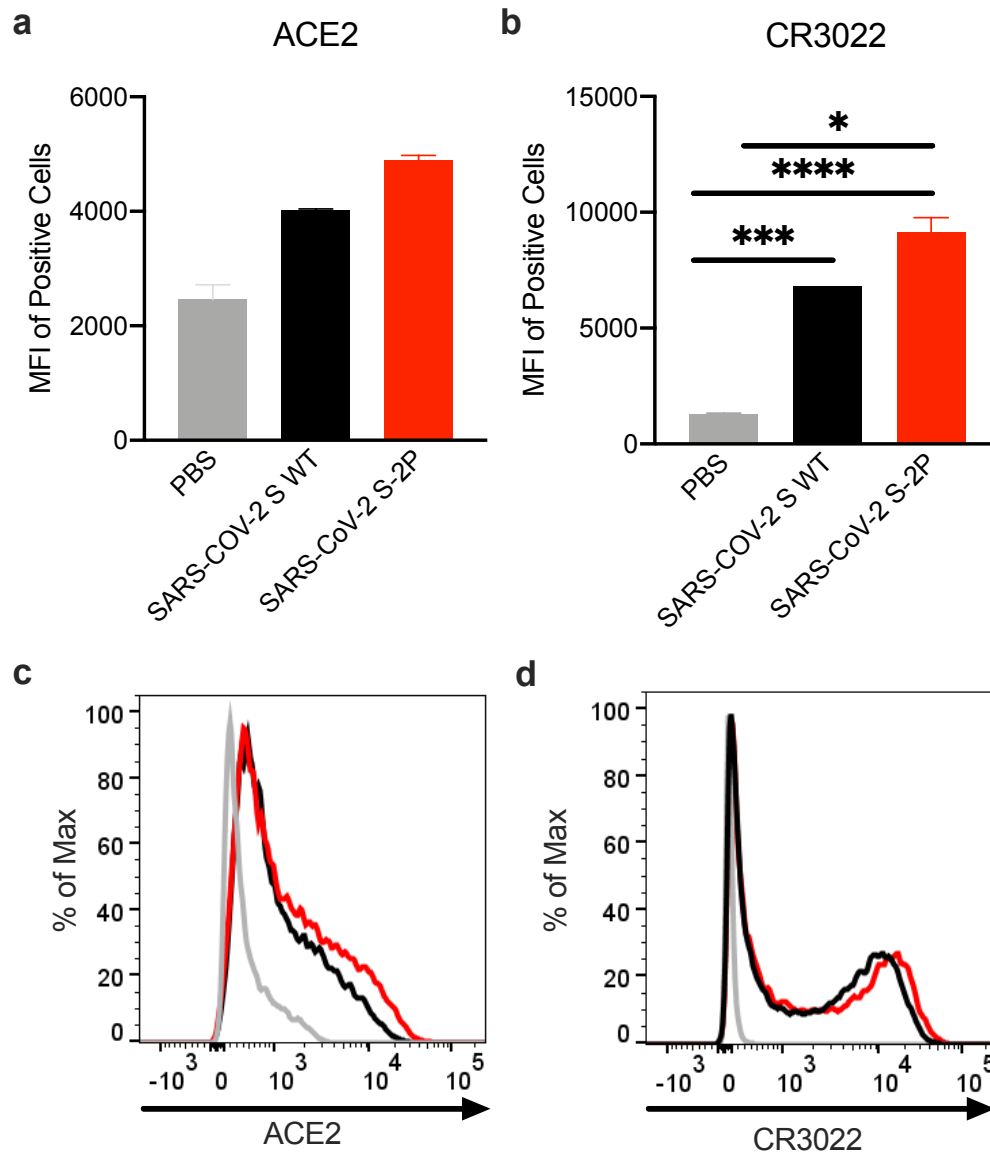 a
ACE2
MFI of Positive Cells
6000
4000
2000
0
PBS
SARS-COV-2 S WT
SARS-CoV-2 S-2P
b
CR3022
MFI of Positive Cells
15000
10000
5000
0
*
****
***
PBS
SARS-COV-2 S WT
SARS-CoV-2 S-2P
c
% of Max
100
80
60
40
20
0
-10^3 0 10^3 10^4 10^5
ACE2
d
% of Max
100
80
60
40
20
0
-10^3 0 10^3 10^4 10^5
CR3022